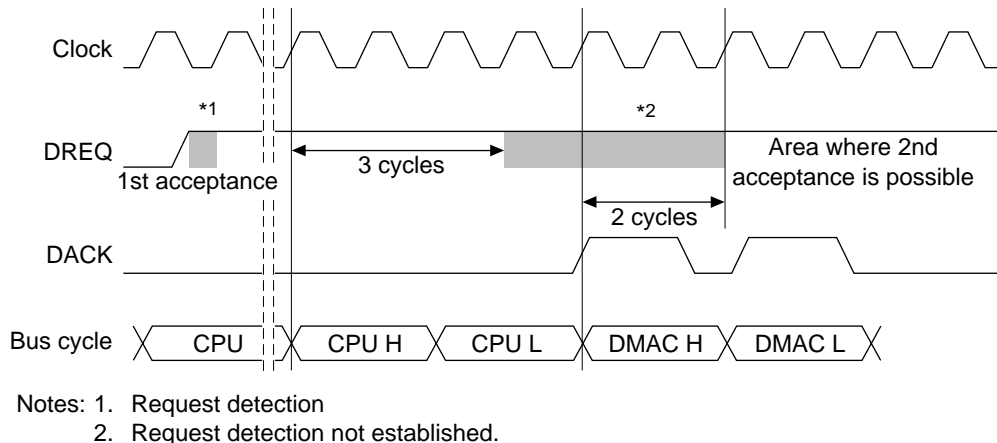 Clock
*1
*2
DREQ
3 cycles
Area where 2nd
acceptance is possible
1st acceptance
2 cycles
DACK
Bus cycle
CPU
CPU H
CPU L
DMAC H
DMAC L
Notes: 1. Request detection
2. Request detection not established.